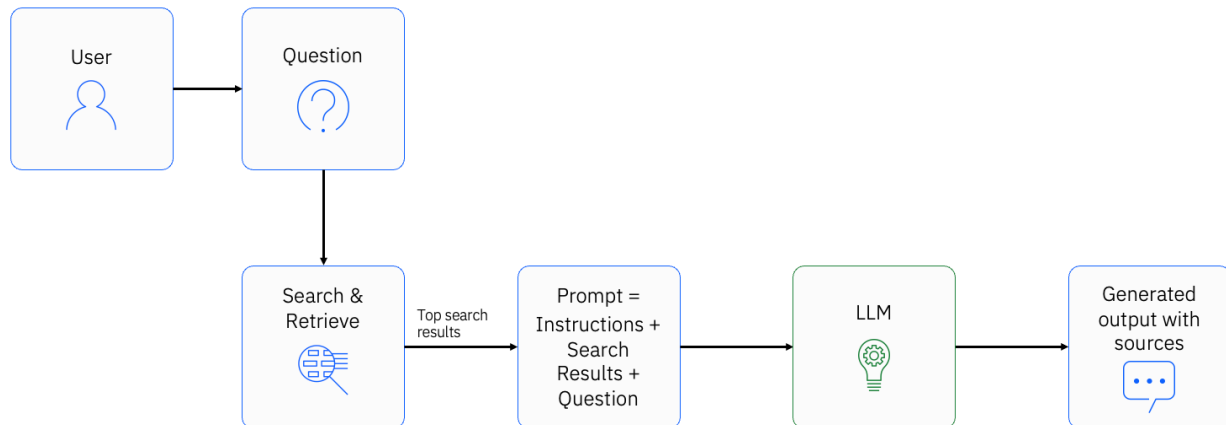 User
Question
Search &
Retrieve
Top search
results
Prompt =
Instructions +
Search
Results +
Question
LLM
Generated
output with
sources